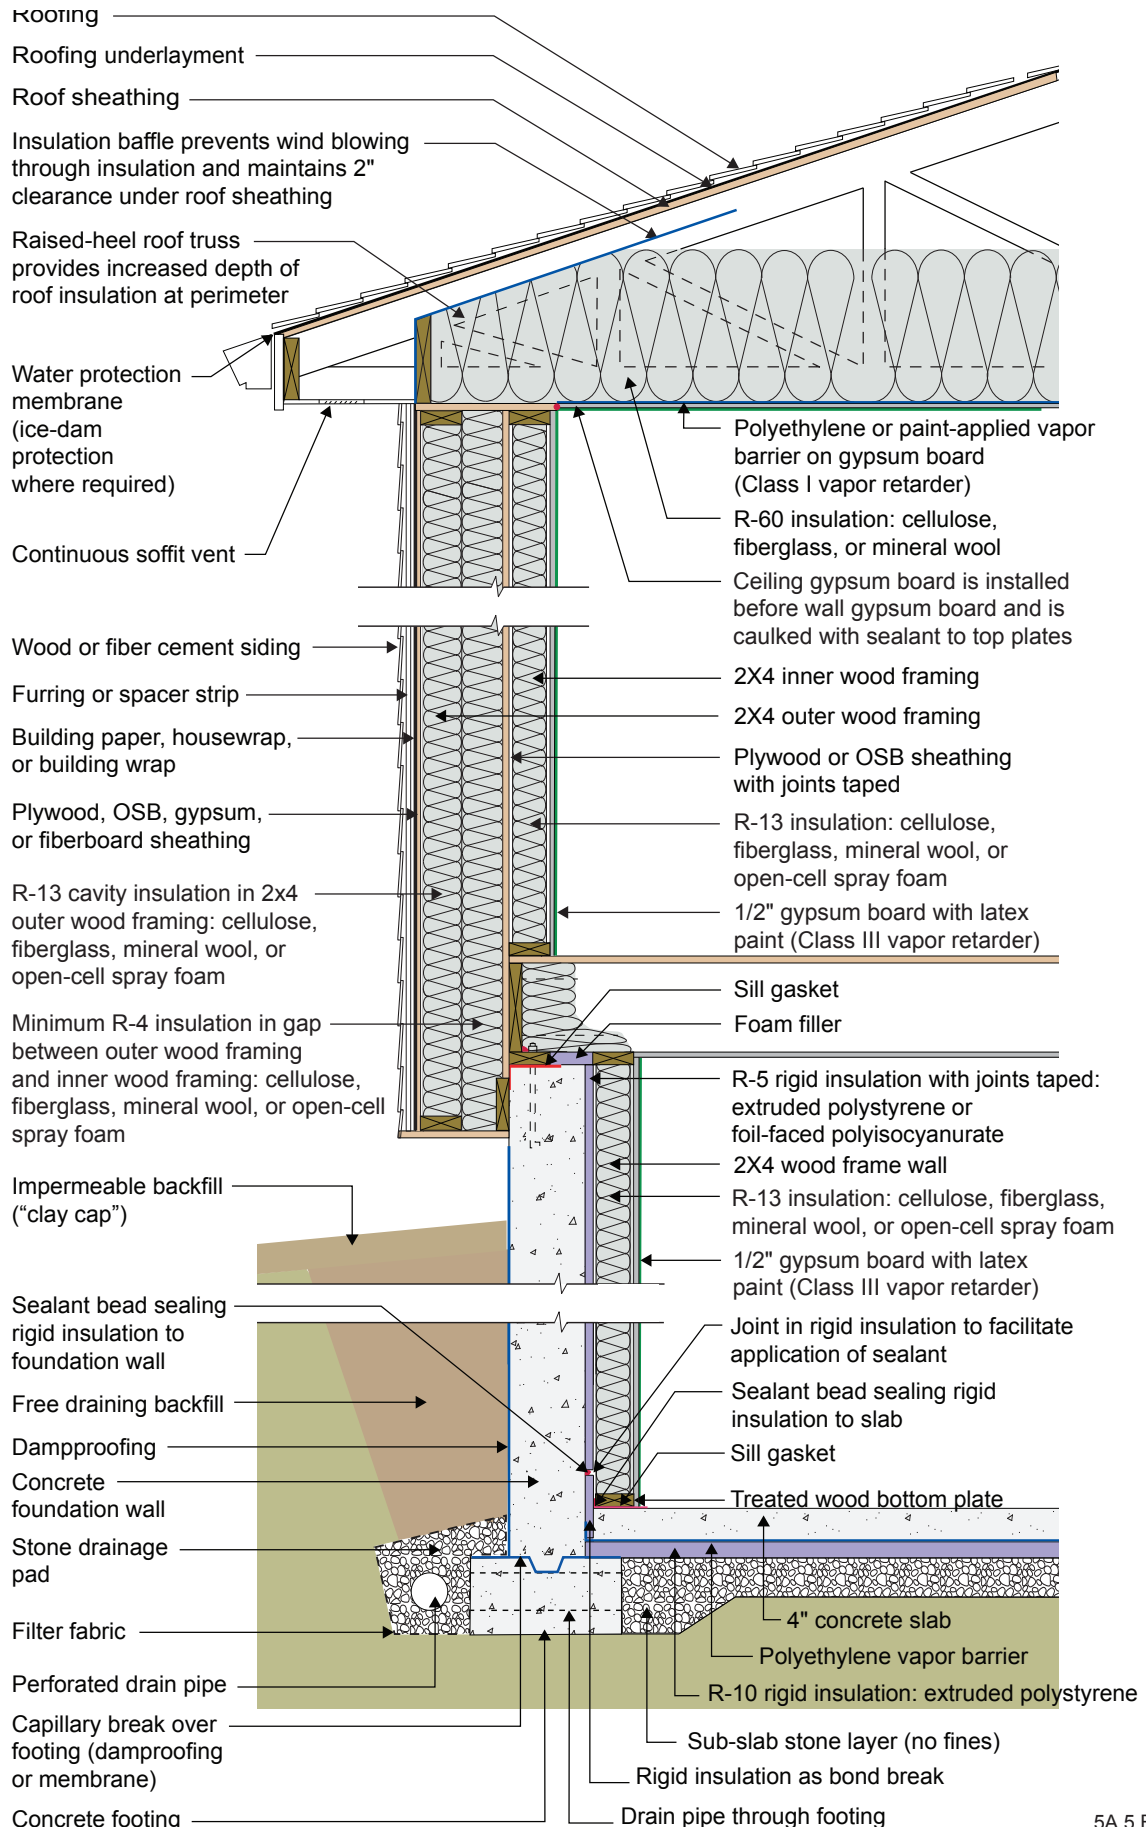 Roofing
Roofing underlayment
Roof sheathing
Insulation baffle prevents wind blowing
through insulation and maintains 2"
clearance under roof sheathing
Raised-heel roof truss
provides increased depth of
roof insulation at perimeter
Water protection
membrane
(ice-dam
protection
where required)
Continuous soffit vent
Wood or fiber cement siding
Furring or spacer strip
Building paper, housewrap,
or building wrap
Plywood, OSB, gypsum,
or fiberboard sheathing
R-13 cavity insulation in 2x4
outer wood framing: cellulose,
fiberglass, mineral wool, or
open-cell spray foam
Minimum R-4 insulation in gap
between outer wood framing
and inner wood framing: cellulose,
fiberglass, mineral wool, or open-cell
spray foam
Impermeable backfill
(“clay cap”)
Sealant bead sealing
rigid insulation to
foundation wall
Free draining backfill
Dampproofing
Concrete
foundation wall
Stone drainage
pad
Filter fabric
Perforated drain pipe
Capillary break over
footing (damproofing
or membrane)
Concrete footing
Polyethylene or paint-applied vapor
barrier on gypsum board
(Class I vapor retarder)
R-60 insulation: cellulose,
fiberglass, or mineral wool
Ceiling gypsum board is installed
before wall gypsum board and is
caulked with sealant to top plates
2X4 inner wood framing
2X4 outer wood framing
Plywood or OSB sheathing
with joints taped
R-13 insulation: cellulose,
fiberglass, mineral wool, or
open-cell spray foam
1/2" gypsum board with latex
paint (Class III vapor retarder)
Sill gasket
Foam filler
R-5 rigid insulation with joints taped:
extruded polystyrene or
foil-faced polyisocyanurate
2X4 wood frame wall
R-13 insulation: cellulose, fiberglass,
mineral wool, or open-cell spray foam
1/2" gypsum board with latex
paint (Class III vapor retarder)
Joint in rigid insulation to facilitate
application of sealant
Sealant bead sealing rigid
insulation to slab
Sill gasket
Treated wood bottom plate
4" concrete slab
Polyethylene vapor barrier
R-10 rigid insulation: extruded polystyrene
Sub-slab stone layer (no fines)
Rigid insulation as bond break
Drain pipe through footing